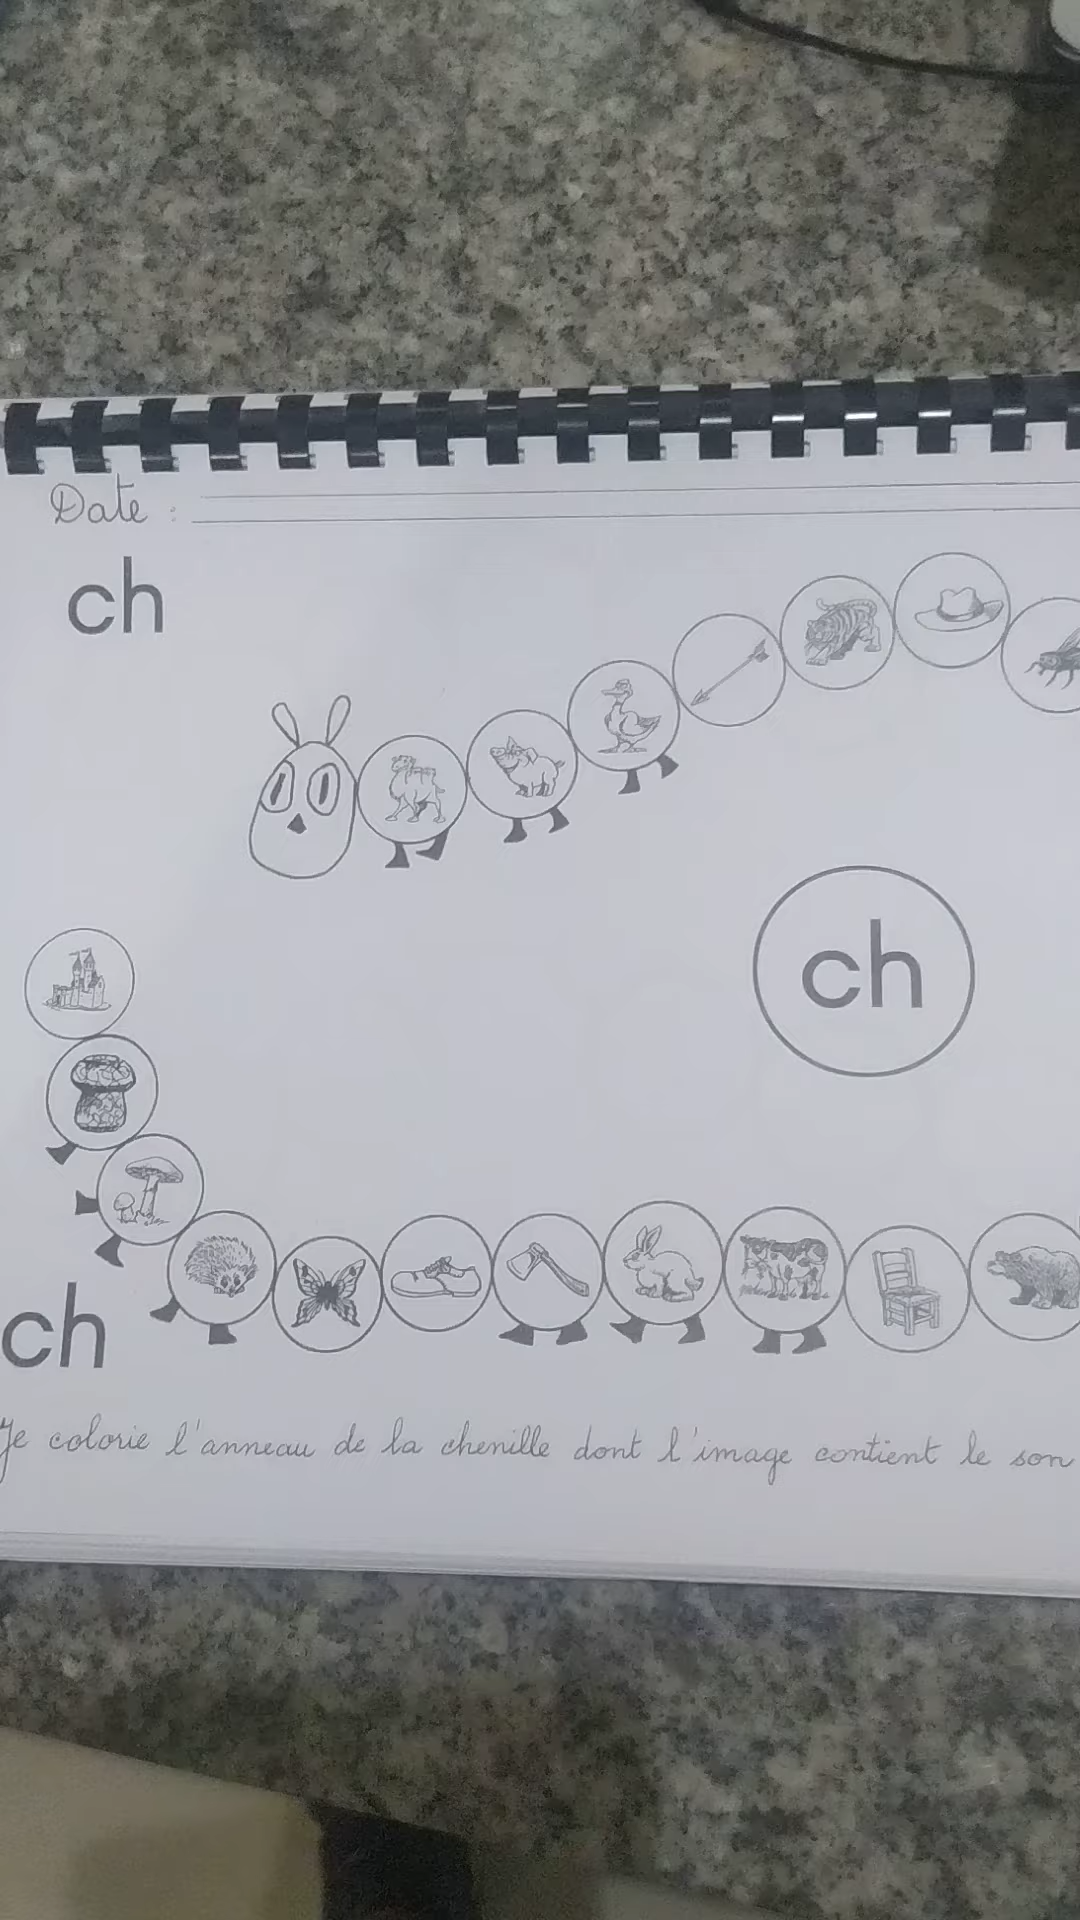 Date :
ch
ch
ch
Je colorie l'anneau de la chenille dont l'image contient le son